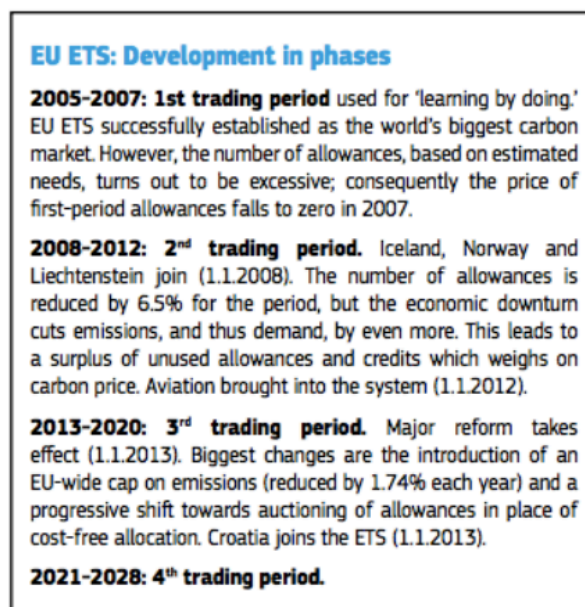 EU ETS: Development in phases
2005-2007: 1st trading period used for ‘learning by doing.’
EU ETS successfully established as the world’s biggest carbon
market. However, the number of allowances, based on estimated
needs, turns out to be excessive; consequently the price of
first-period allowances falls to zero in 2007.
2008-2012: 2nd trading period. Iceland, Norway and
Liechtenstein join (1.1.2008). The number of allowances is
reduced by 6.5% for the period, but the economic downturn
cuts emissions, and thus demand, by even more. This leads to
a surplus of unused allowances and credits which weighs on
carbon price. Aviation brought into the system (1.1.2012).
2013-2020: 3rd trading period. Major reform takes
effect (1.1.2013). Biggest changes are the introduction of an
EU-wide cap on emissions (reduced by 1.74% each year) and a
progressive shift towards auctioning of allowances in place of
cost-free allocation. Croatia joins the ETS (1.1.2013).
2021-2028: 4th trading period.